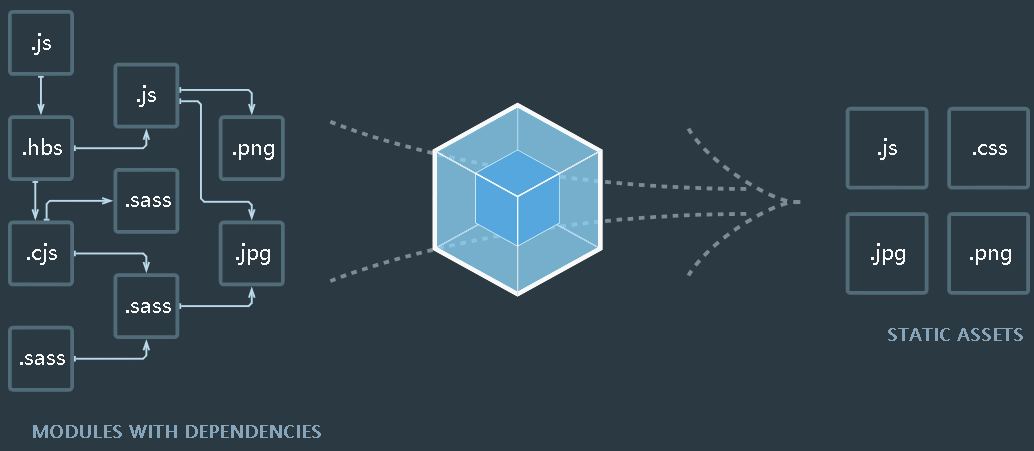 .js
.js
.hbs
.png
.sass
.cjs
.jpg
.sass
.sass
MODULES WITH DEPENDENCIES
.js
.css
.jpg
.png
STATIC ASSETS